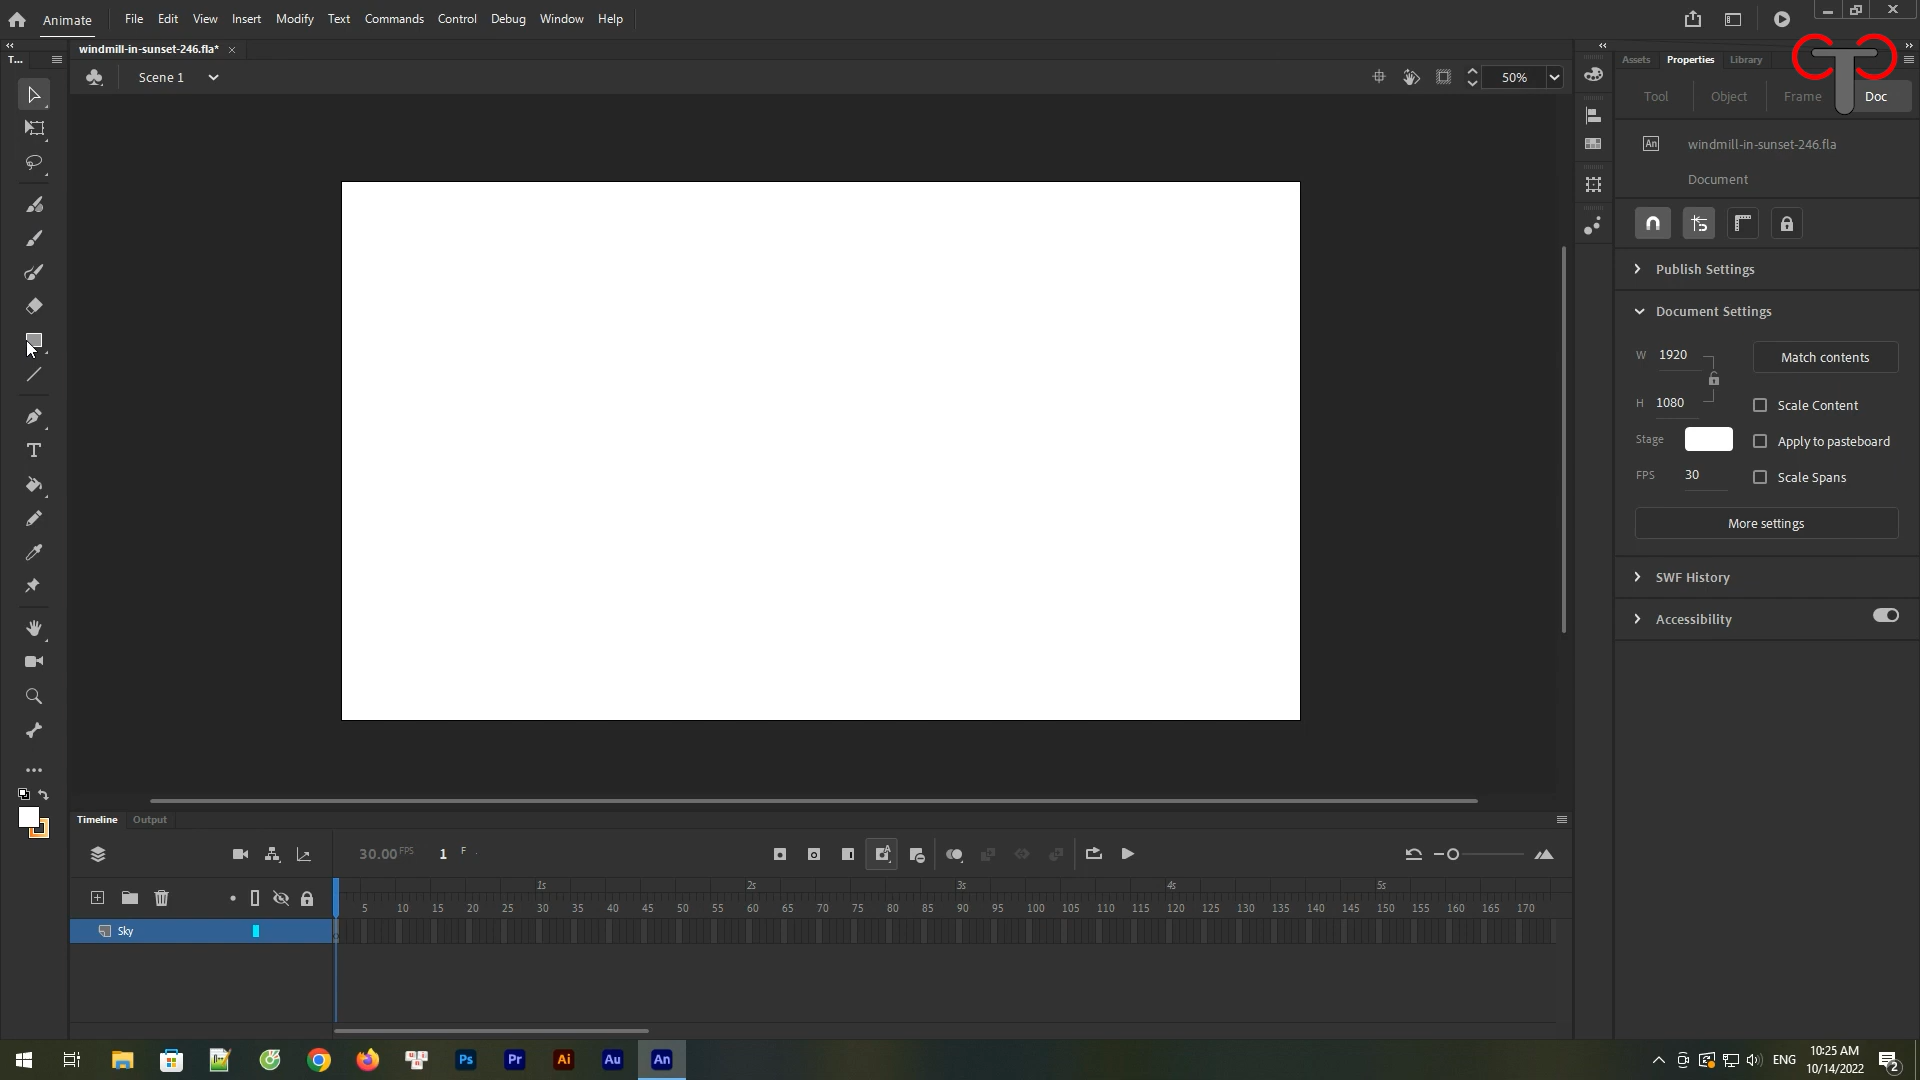 Animate File Edit View Insert Modify Text Commands Control Debug Window Help
windmill-in-sunset-246.fla*
T...
Scene 1
50%
Assets Properties Library
Tool Object Frame Doc
An windmill-in-sunset-246.fla
Document
Publish Settings
Document Settings
W 1920
Match contents
H 1080
Scale Content
Stage
Apply to pasteboard
FPS 30
Scale Spans
More settings
SWF History
Accessibility
Timeline Output
30.00 FPS 1 F
1s 2s 3s 4s 5s
5 10 15 20 25 30 35 40 45 50 55 60 65 70 75 80 85 90 95 100 105 110 115 120 125 130 135 140 145 150 155 160 165 170
Sky
Ps Pr Ai Au An
ENG
10:25 AM
10/14/2022
2